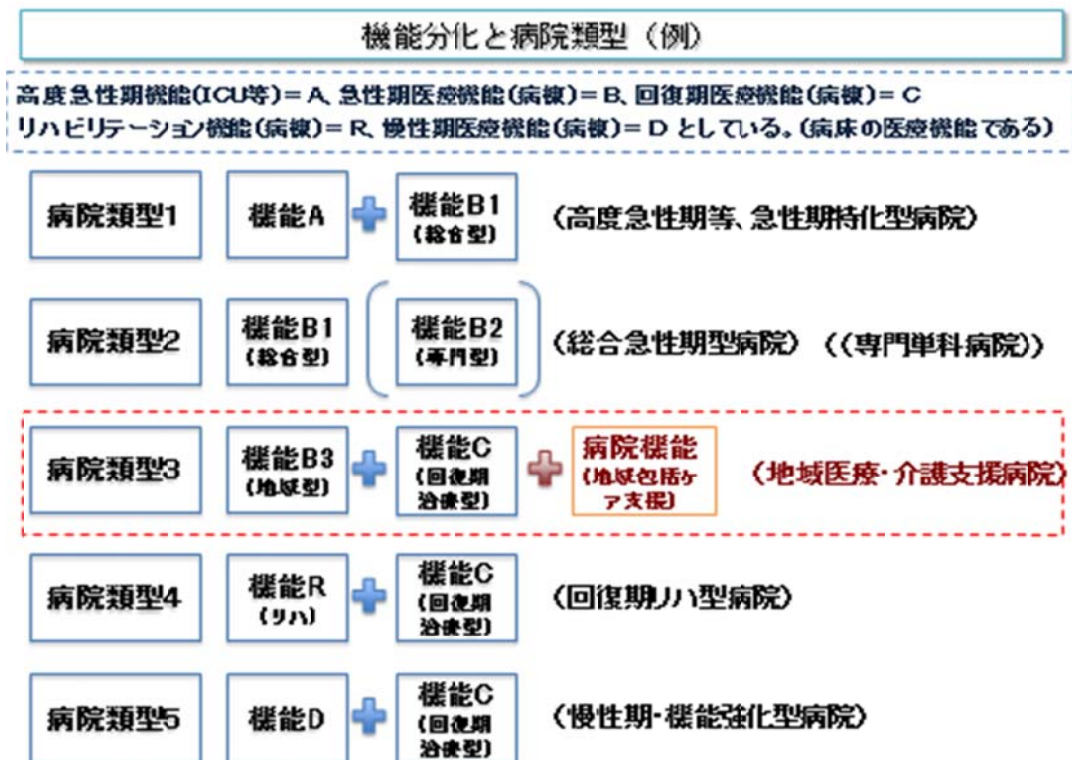 機能分化と病院類型（例）
高度急性期機能(ICU等)＝A、急性期医療機能(病棟)＝B、回復期医療機能(病棟)＝C
リハビリテーション機能(病棟)＝R、慢性期医療機能(病棟)＝D としている。(病床の医療機能である)
病院類型1
機能A
機能B1
（総合型）
（高度急性期等、急性期特化型病院）
病院類型2
機能B1
（総合型）
機能B2
（専門型）
（総合急性期型病院）（（専門単科病院））
病院類型3
機能B3
（地域型）
機能C
（回復期
治療型）
病院機能
（地域包括ケ
ア支援）
（地域医療・介護支援病院）
病院類型4
機能R
（リハ）
機能C
（回復期
治療型）
（回復期リハ型病院）
病院類型5
機能D
機能C
（回復期
治療型）
（慢性期・機能強化型病院）